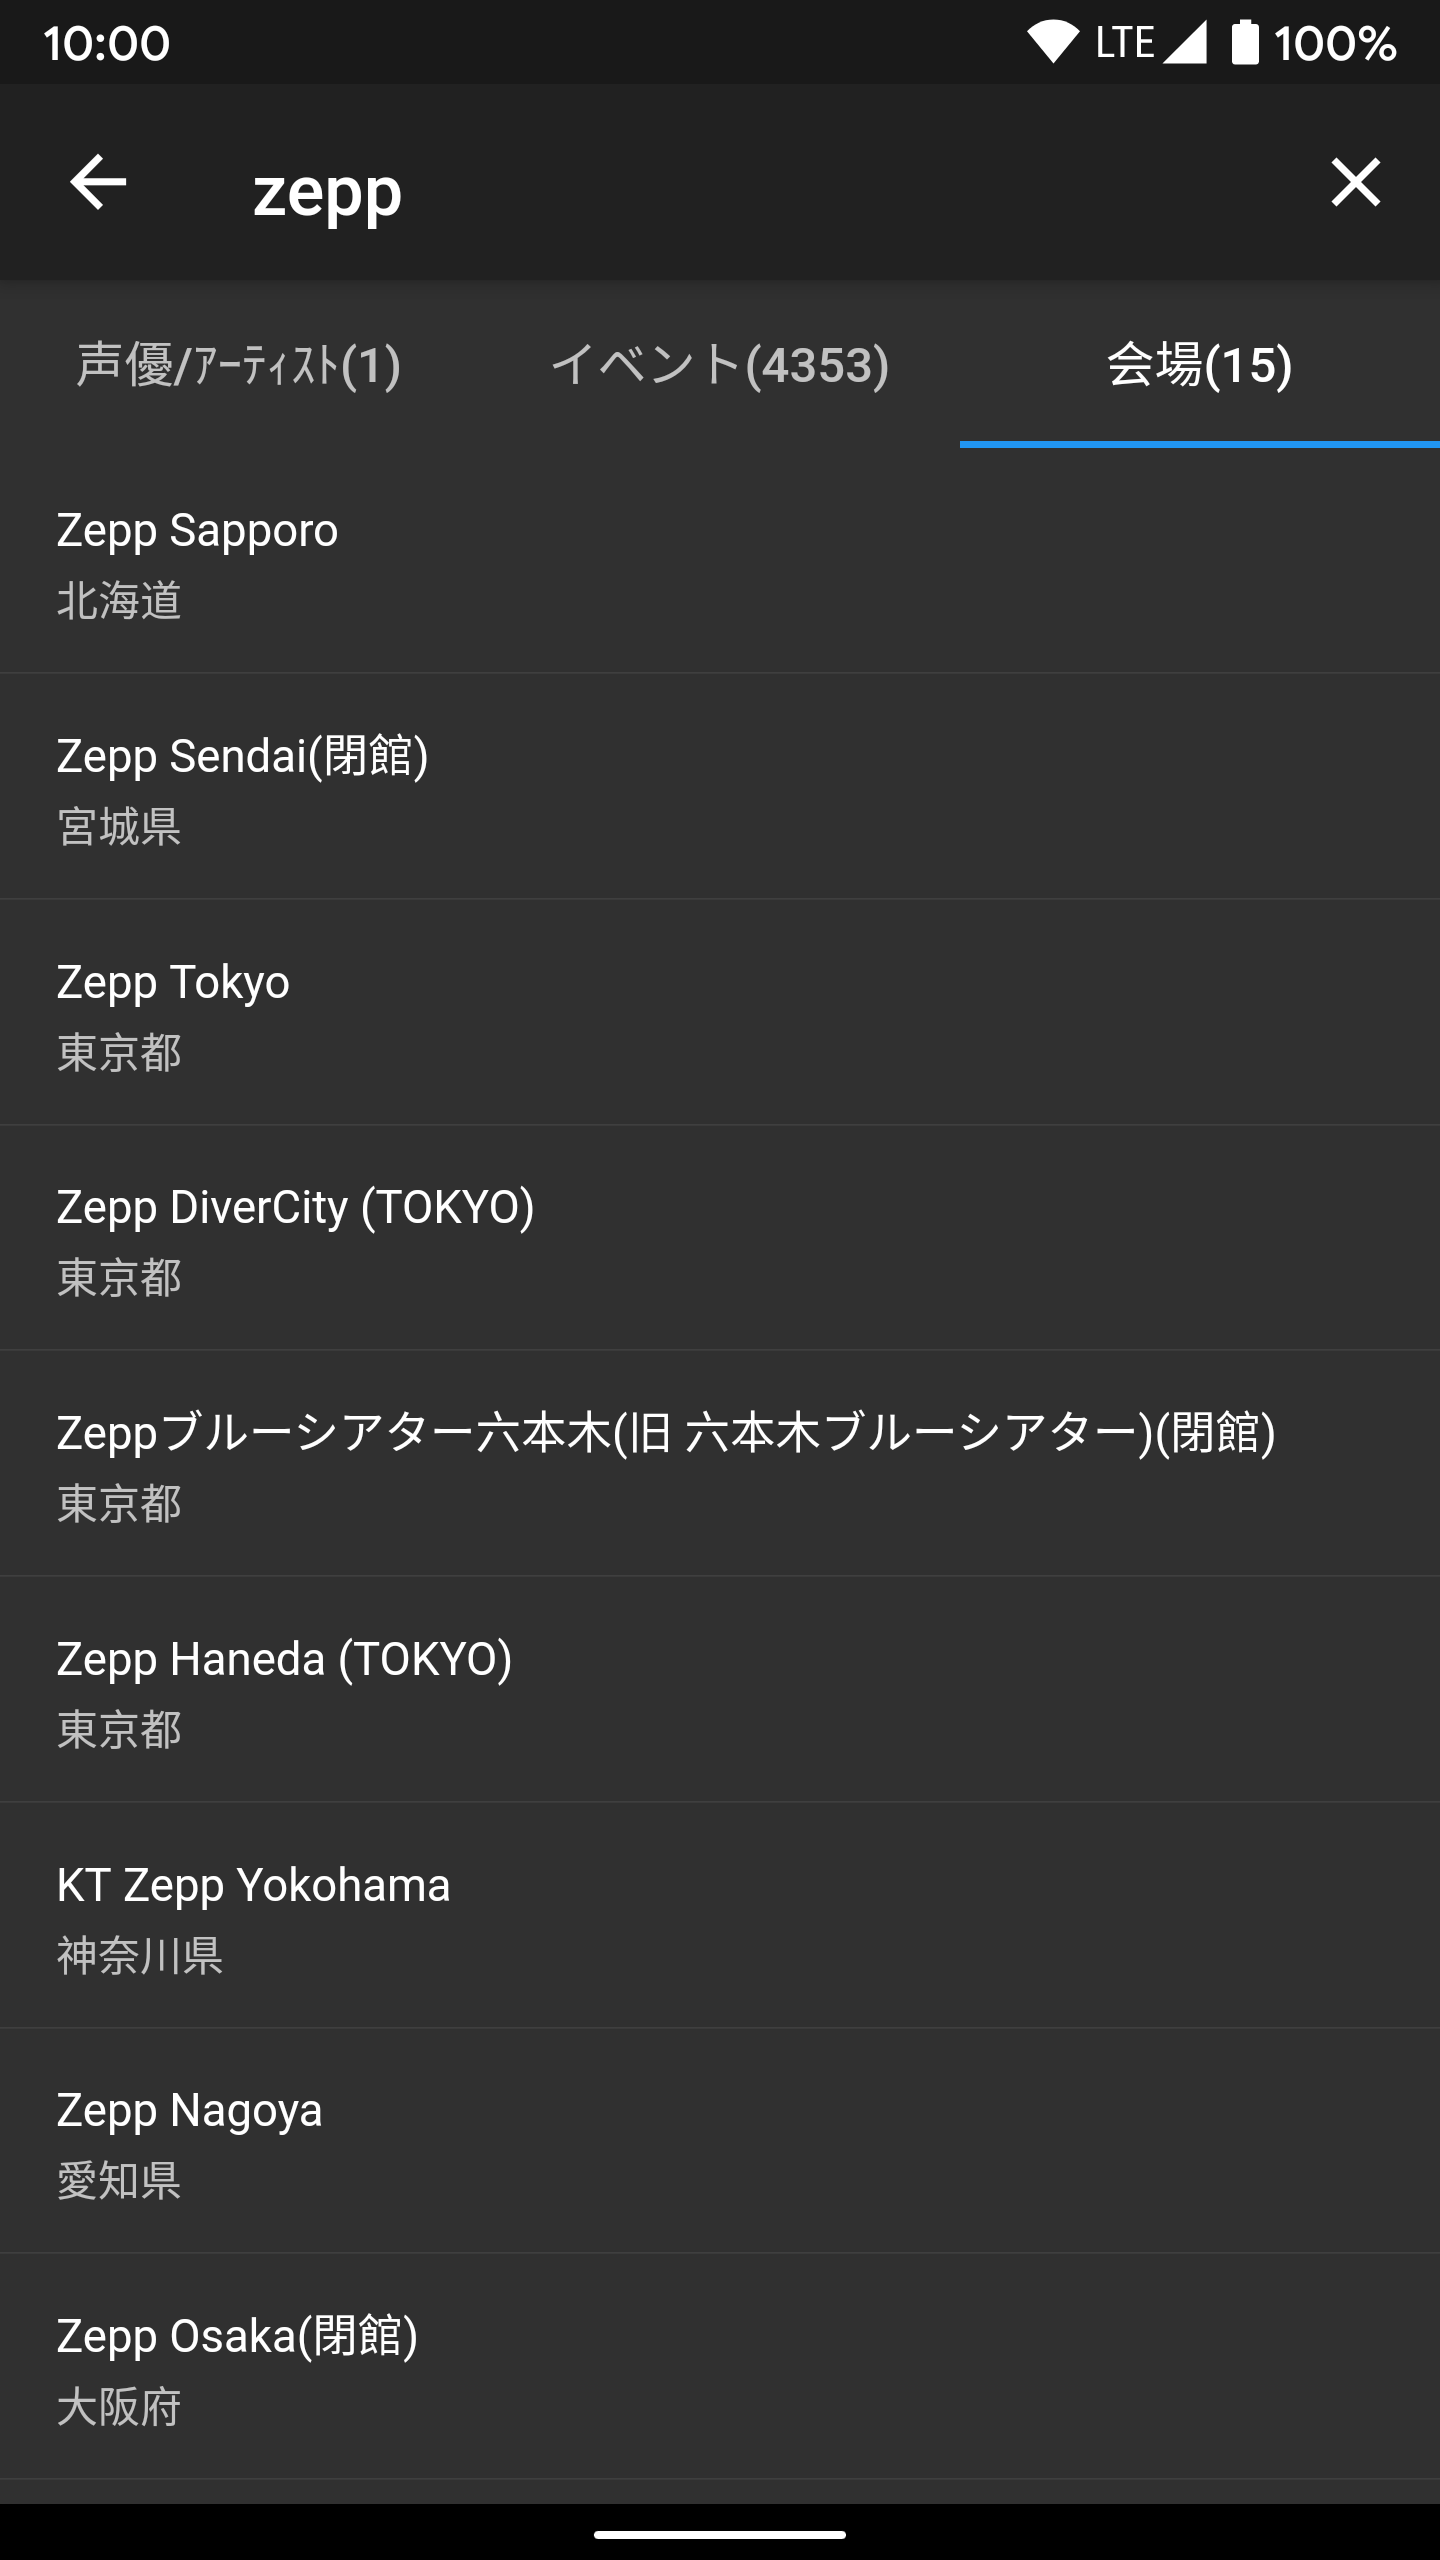 10:00
LTE 100%
zepp
声優/ｱｰﾃｨｽﾄ(1)
イベント(4353)
会場(15)
Zepp Sapporo
北海道
Zepp Sendai(閉館)
宮城県
Zepp Tokyo
東京都
Zepp DiverCity (TOKYO)
東京都
Zeppブルーシアター六本木(旧 六本木ブルーシアター)(閉館)
東京都
Zepp Haneda (TOKYO)
東京都
KT Zepp Yokohama
神奈川県
Zepp Nagoya
愛知県
Zepp Osaka(閉館)
大阪府